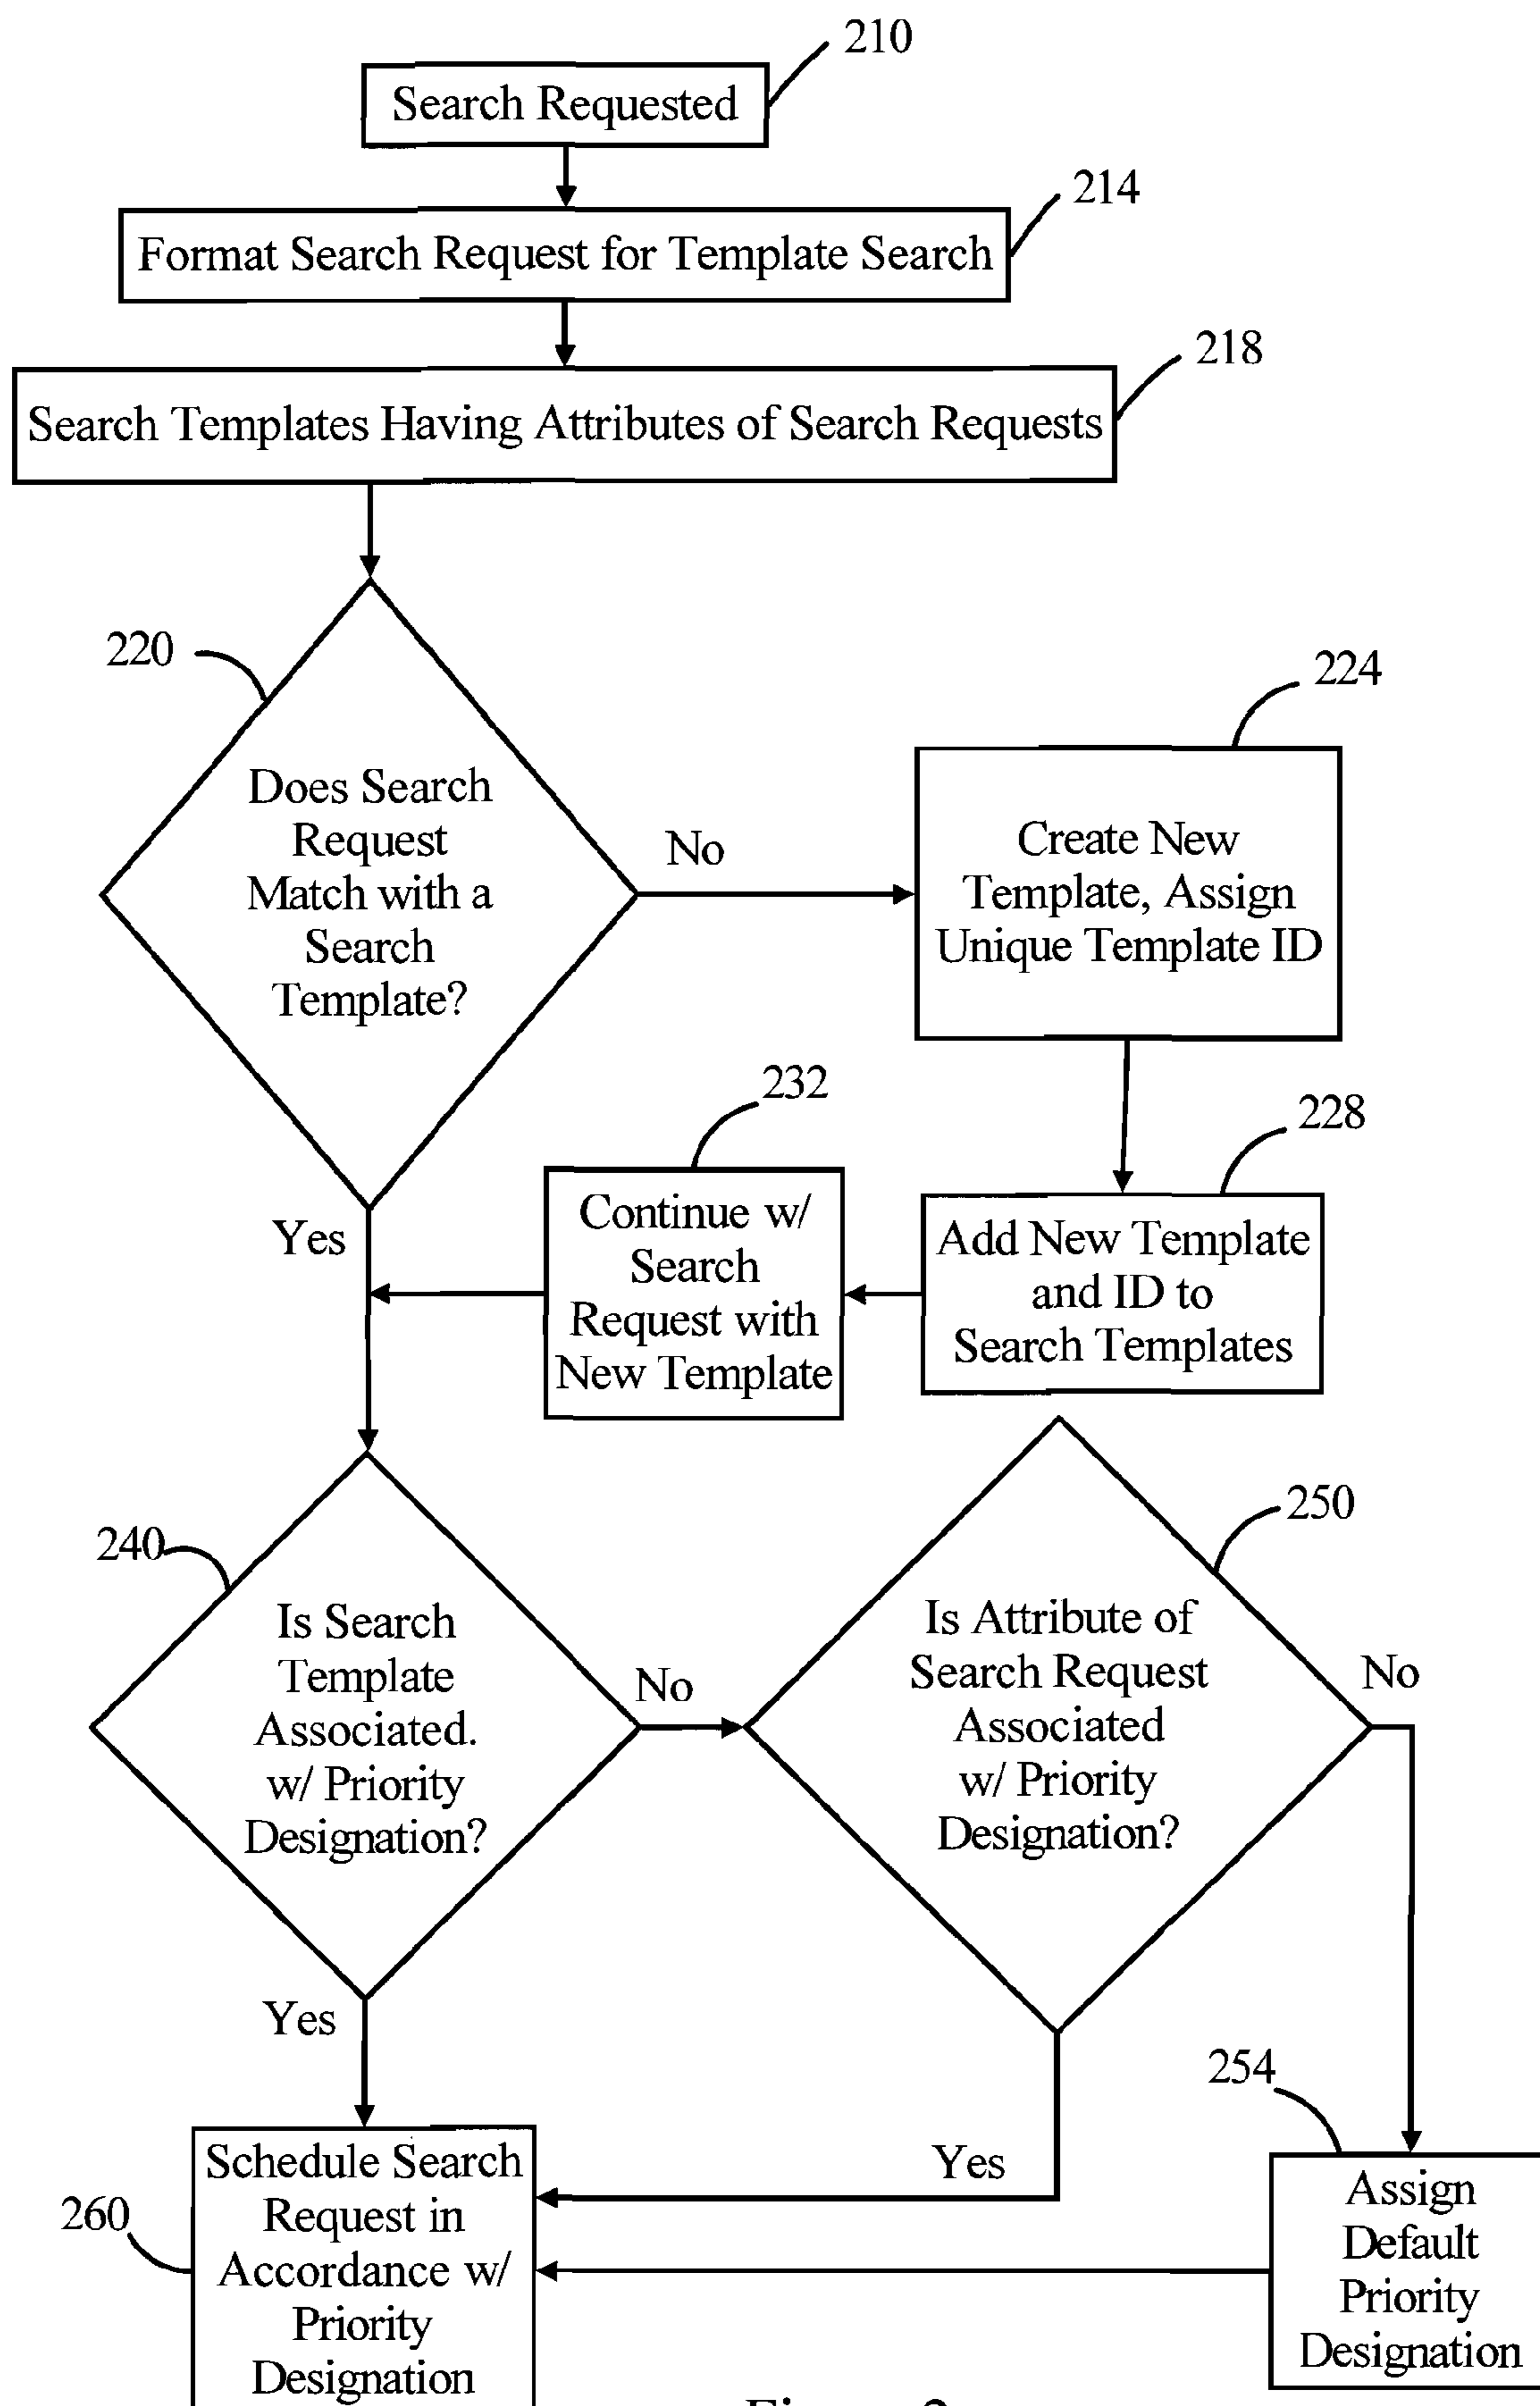 210
Search Requested
214
Format Search Request for Template Search
218
Search Templates Having Attributes of Search Requests
220
Does Search
Request
Match with a
Search
Template?
No
224
Create New
Template, Assign
Unique Template ID
Yes
232
Continue w/
Search
Request with
New Template
228
Add New Template
and ID to
Search Templates
240
Is Search
Template
Associated.
w/ Priority
Designation?
No
250
Is Attribute of
Search Request
Associated
w/ Priority
Designation?
No
Yes
Yes
254
Assign
Default
Priority
Designation
260
Schedule Search
Request in
Accordance w/
Priority
Designation